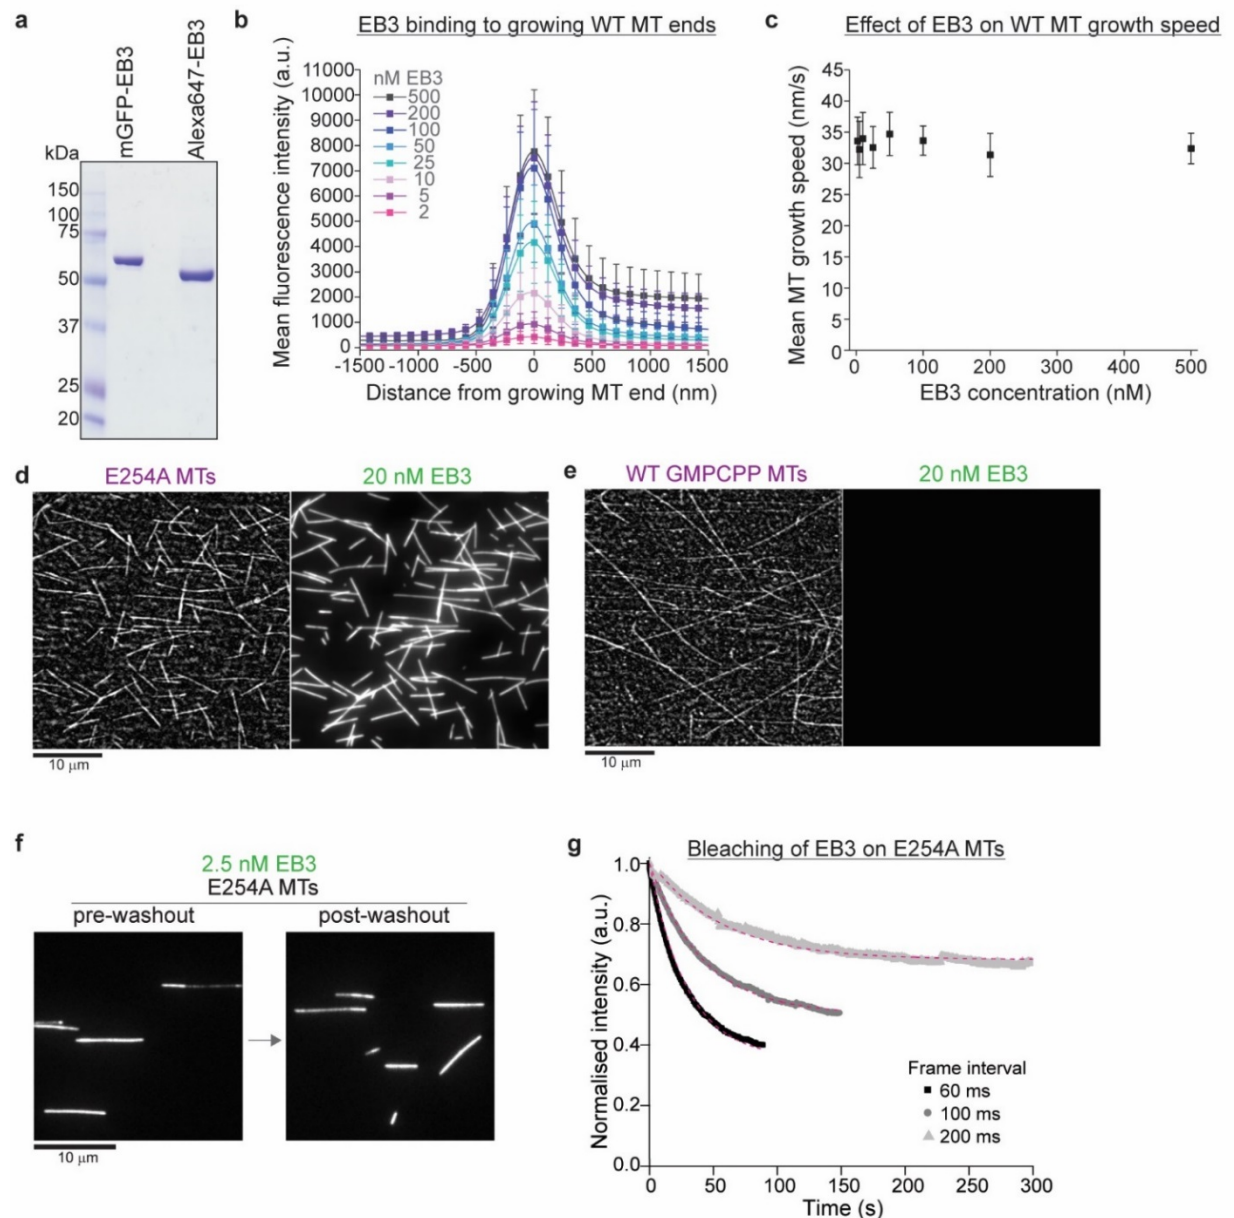 a
mGFP-EB3
Alexa647-EB3
kDa
150
100
75
50
37
25
20
b
EB3 binding to growing WT MT ends
Mean fluorescence intensity (a.u.)
11000
10000
9000
8000
7000
6000
5000
4000
3000
2000
1000
0
nM EB3
500
200
100
50
25
10
5
2
-1500 -1000 -500 0 500 1000 1500
Distance from growing MT end (nm)
c
Effect of EB3 on WT MT growth speed
Mean MT growth speed (nm/s)
45
40
35
30
25
20
15
10
5
0
0 100 200 300 400 500
EB3 concentration (nM)
d
E254A MTs
20 nM EB3
10 μm
e
WT GMPCPP MTs
20 nM EB3
10 μm
f
2.5 nM EB3
E254A MTs
pre-washout
post-washout
10 μm
g
Bleaching of EB3 on E254A MTs
Normalised intensity (a.u.)
1.0
0.8
0.6
0.4
0.2
0.0
Frame interval
60 ms
100 ms
200 ms
0 50 100 150 200 250 300
Time (s)